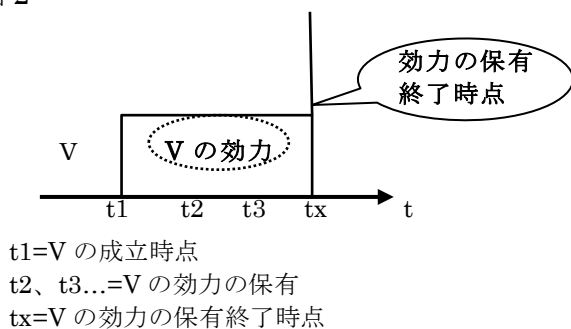 2
効力の保有
終了時点
V の効力
V
t1 t2 t3 tx t
t1=V の成立時点
t2、t3…=V の効力の保有
tx=V の効力の保有終了時点